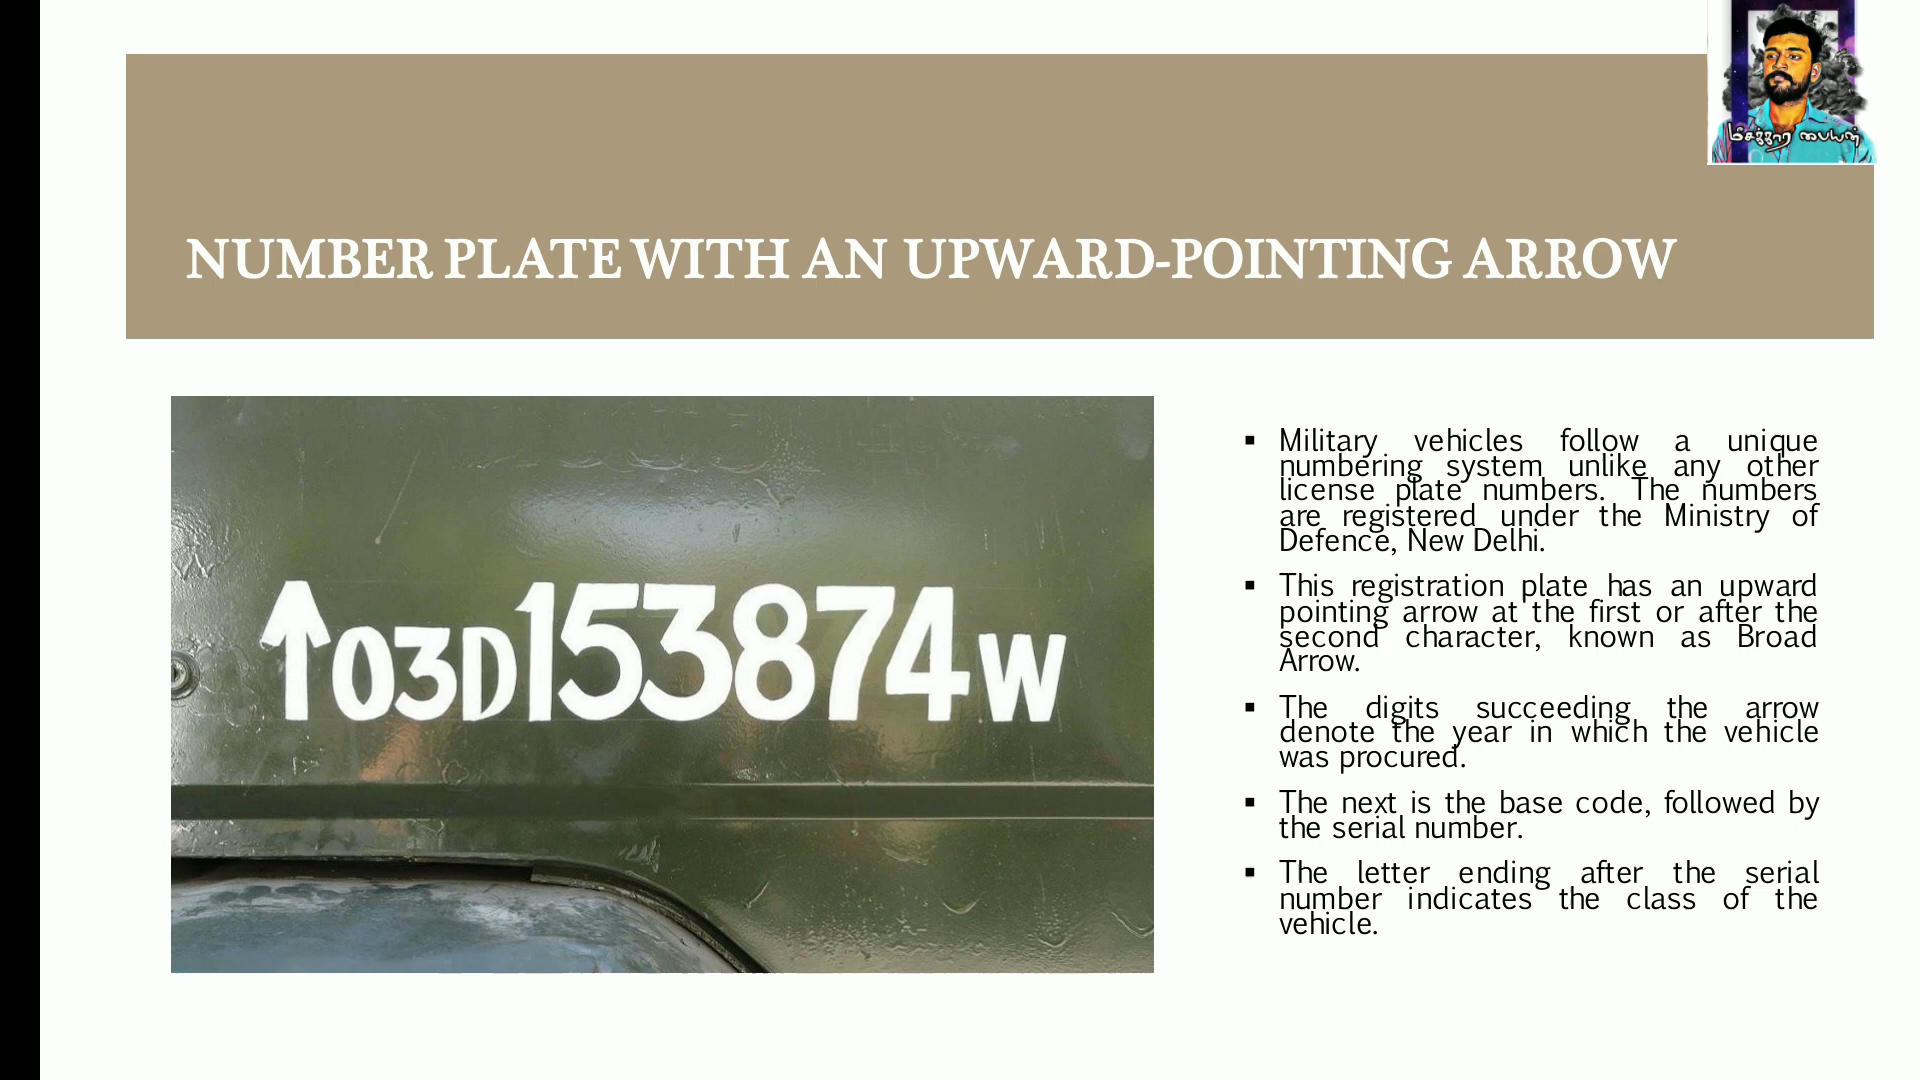 மீசக்கார பையன்
NUMBER PLATE WITH AN UPWARD-POINTING ARROW
↑03D153874W
▪ Military vehicles follow a unique
numbering system unlike any other
license plate numbers. The numbers
are registered under the Ministry of
Defence, New Delhi.
▪ This registration plate has an upward
pointing arrow at the first or after the
second character, known as Broad
Arrow.
▪ The digits succeeding the arrow
denote the year in which the vehicle
was procured.
▪ The next is the base code, followed by
the serial number.
▪ The letter ending after the serial
number indicates the class of the
vehicle.